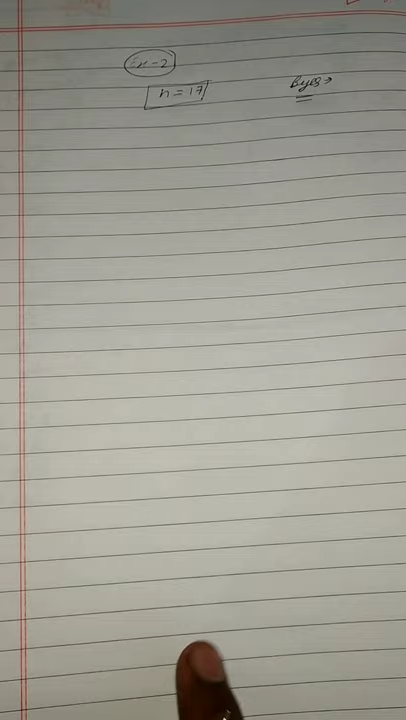 Ex-2
n = 17
Byes →